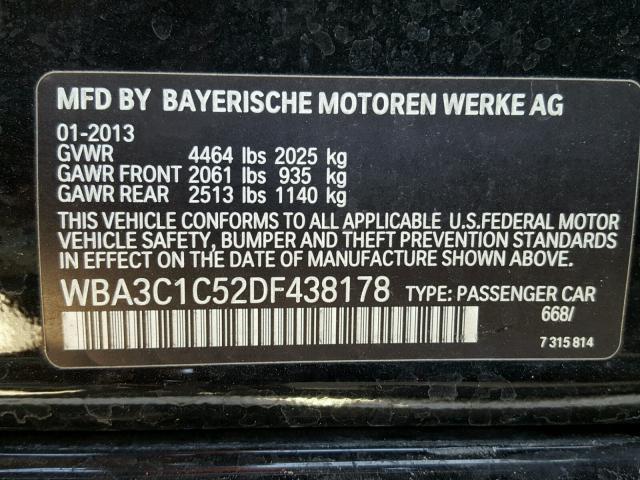 MFD BY BAYERISCHE MOTOREN WERKE AG
01-2013
GVWR 4464 lbs 2025 kg
GAWR FRONT 2061 lbs 935 kg
GAWR REAR 2513 lbs 1140 kg
THIS VEHICLE CONFORMS TO ALL APPLICABLE U.S.FEDERAL MOTOR
VEHICLE SAFETY, BUMPER AND THEFT PREVENTION STANDARDS
IN EFFECT ON THE DATE OF MANUFACTURE SHOWN ABOVE.
WBA3C1C52DF438178 TYPE: PASSENGER CAR
668/
7 315 814